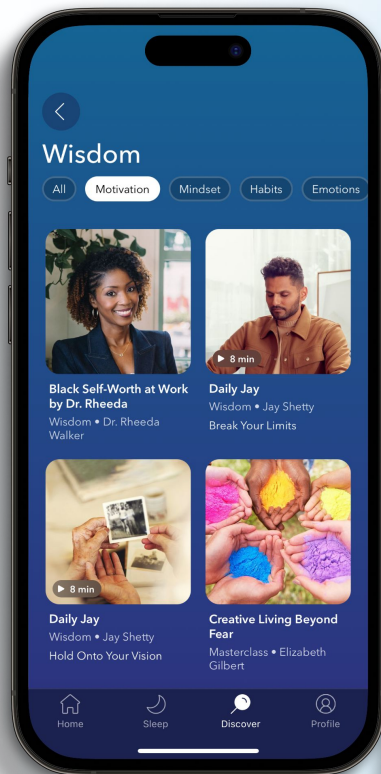 Wisdom
All Motivation Mindset Habits Emotions
Black Self-Worth at Work
by Dr. Rheeda
Wisdom • Dr. Rheeda
Walker
8 min
Daily Jay
Wisdom • Jay Shetty
Break Your Limits
8 min
Daily Jay
Wisdom • Jay Shetty
Hold Onto Your Vision
Creative Living Beyond
Fear
Masterclass • Elizabeth
Gilbert
Home Sleep Discover Profile